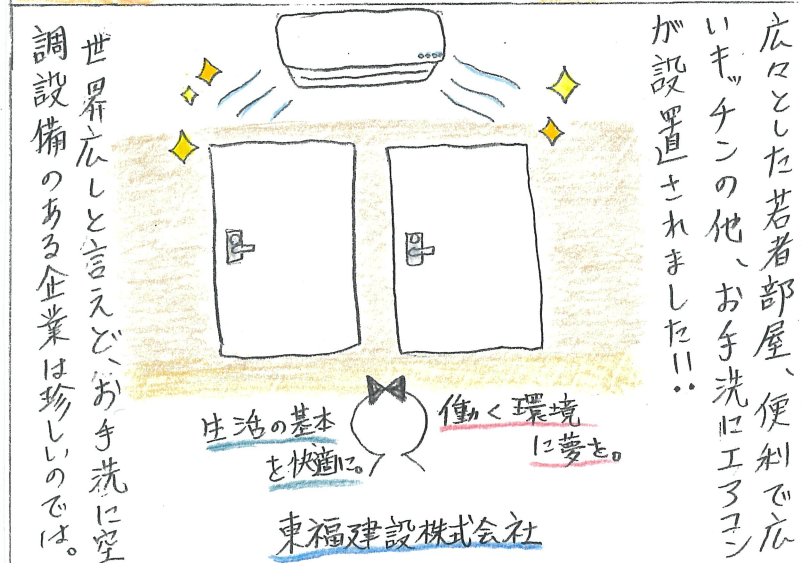 広々とした若者部屋、便利で広
いキッチンの他、お手洗にエアコン
が設置されました!!
世界広しと言えど、お手洗に空
調設備のある企業は珍しいのでは。
働く環境
に夢を。
生活の基本
を快適に。
東福建設株式会社